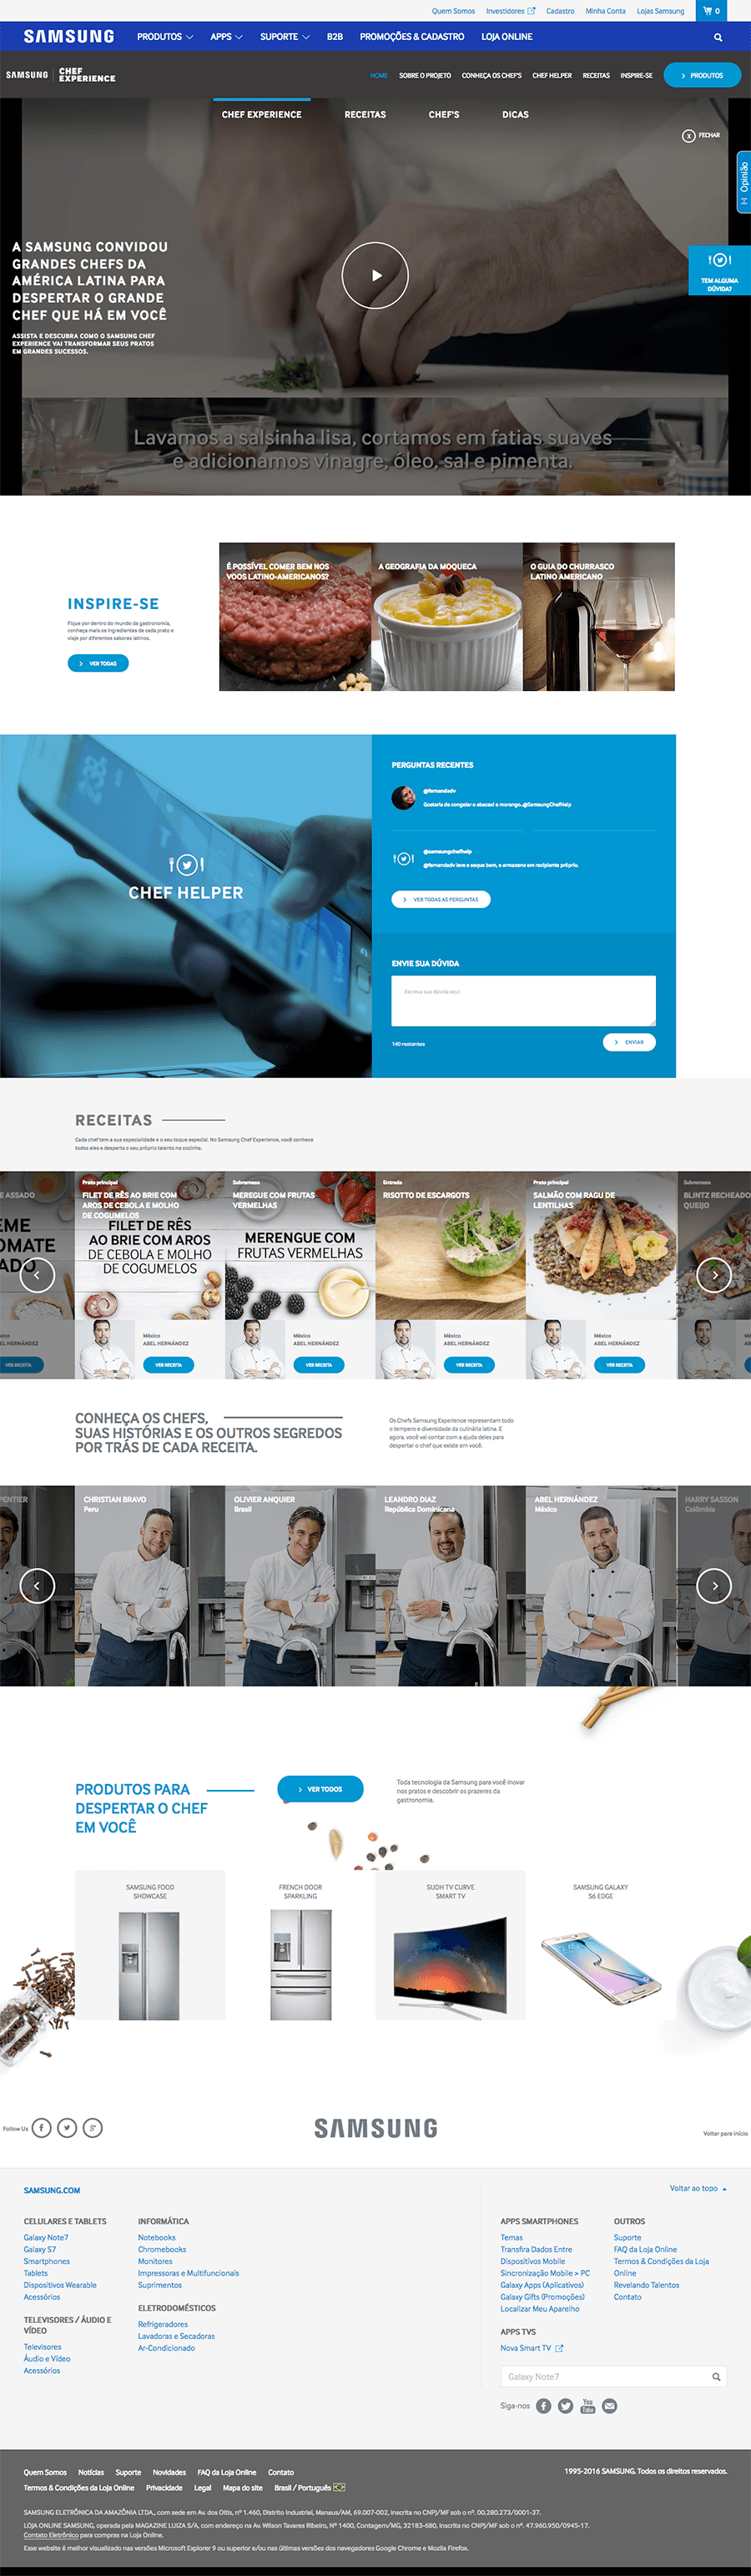 Quem Somos Investidores Cadastro Minha Conta Lojas Samsung 0
SAMSUNG PRODUTOS APPS SUPORTE B2B PROMOÇÕES & CADASTRO LOJA ONLINE
SAMSUNG CHEF EXPERIENCE HOME SOBRE O PROJETO CONHEÇA OS CHEF'S CHEF HELPER RECEITAS INSPIRE-SE PRODUTOS
CHEF EXPERIENCE RECEITAS CHEF'S DICAS
X FECHAR
[+] Opinião
TEM ALGUMA
DÚVIDA?
A SAMSUNG CONVIDOU
GRANDES CHEFS DA
AMÉRICA LATINA PARA
DESPERTAR O GRANDE
CHEF QUE HÁ EM VOCÊ
ASSISTA E DESCUBRA COMO O SAMSUNG CHEF
EXPERIENCE VAI TRANSFORMAR SEUS PRATOS
EM GRANDES SUCESSOS.
Lavamos a salsinha lisa, cortamos em fatias suaves
e adicionamos vinagre, óleo, sal e pimenta.
INSPIRE-SE
Fique por dentro do mundo da gastronomia,
conheça mais os ingredientes de cada prato e
viaje por diferentes sabores latinos.
VER TODAS
É POSSÍVEL COMER BEM NOS
VOOS LATINO-AMERICANOS?
A GEOGRAFIA DA MOQUECA
O GUIA DO CHURRASCO
LATINO AMERICANO
CHEF HELPER
PERGUNTAS RECENTES
@fernandadv
Gostaria de congelar o abacaxi e morango.@SamsungChefHelp
@samsungchefhelp
@fernandadv lave e seque bem, e armazene em recipiente próprio.
VER TODAS AS PERGUNTAS
ENVIE SUA DÚVIDA
Escreva sua dúvida aqui
140 restantes
ENVIAR
RECEITAS
Cada chef tem a sua especialidade e o seu toque especial. No Samsung Chef Experience, você conhece
todos eles e desperta o seu próprio talento na cozinha.
E ASSADO
EME
OMATE
ADO
éxico
BEL HERNÁNDEZ
VER RECEITA
Prato principal
FILET DE RÊS AO BRIE COM
AROS DE CEBOLA E MOLHO
DE COGUMELOS
FILET DE RÊS
AO BRIE COM AROS
DE CEBOLA E MOLHO
DE COGUMELOS
México
ABEL HERNÁNDEZ
VER RECEITA
Sobremesa
MEREGUE COM FRUTAS
VERMELHAS
MERENGUE COM
FRUTAS VERMELHAS
México
ABEL HERNÁNDEZ
VER RECEITA
Entrada
RISOTTO DE ESCARGOTS
México
ABEL HERNÁNDEZ
VER RECEITA
Prato principal
SALMÃO COM RAGU DE
LENTILHAS
México
ABEL HERNÁNDEZ
VER RECEITA
Sobremesa
BLINTZ RECHEADO
QUEIJO
CONHEÇA OS CHEFS,
SUAS HISTÓRIAS E OS OUTROS SEGREDOS
POR TRÁS DE CADA RECEITA.
Os Chefs Samsung Experience representam todo
o tempero e diversidade da culinária latina. E
agora, você vai contar com a ajuda deles para
despertar o chef que existe em você.
PENTIER
CHRISTIAN BRAVO
Peru
OLIVIER ANQUIER
Brasil
LEANDRO DIAZ
República Dominicana
ABEL HERNÁNDEZ
México
HARRY SASSON
Colômbia
PRODUTOS PARA
DESPERTAR O CHEF
EM VOCÊ
VER TODOS
Toda tecnologia da Samsung para você inovar
nos pratos e descobrir os prazeres da
gastronomia.
SAMSUNG FOOD
SHOWCASE
FRENCH DOOR
SPARKLING
SUDH TV CURVE
SMART TV
SAMSUNG GALAXY
S6 EDGE
Follow Us
SAMSUNG
Voltar para Início
SAMSUNG.COM
Voltar ao topo
CELULARES E TABLETS
Galaxy Note7
Galaxy S7
Smartphones
Tablets
Dispositivos Wearable
Acessórios
TELEVISORES / ÁUDIO E
VÍDEO
Televisores
Áudio e Vídeo
Acessórios
INFORMÁTICA
Notebooks
Chromebooks
Monitores
Impressoras e Multifuncionais
Suprimentos
ELETRODOMÉSTICOS
Refrigeradores
Lavadoras e Secadoras
Ar-Condicionado
APPS SMARTPHONES
Temas
Transfira Dados Entre
Dispositivos Mobile
Sincronização Mobile > PC
Galaxy Apps (Aplicativos)
Galaxy Gifts (Promoções)
Localizar Meu Aparelho
APPS TVS
Nova Smart TV
OUTROS
Suporte
FAQ da Loja Online
Termos & Condições da Loja
Online
Revelando Talentos
Contato
Galaxy Note7
Siga-nos You Tube
Quem Somos Notícias Suporte Novidades FAQ da Loja Online Contato
1995-2016 SAMSUNG. Todos os direitos reservados.
Termos & Condições da Loja Online Privacidade Legal Mapa do site Brasil / Português
SAMSUNG ELETRÔNICA DA AMAZÔNIA LTDA., com sede em Av. dos Oitis, nº 1.460, Distrito Industrial, Manaus/AM, 69.007-002, inscrita no CNPJ/MF sob o nº. 00.280.273/0001-37.
LOJA ONLINE SAMSUNG, operada pela MAGAZINE LUIZA S/A, com endereço na Av. Wilson Tavares Ribeiro, Nº 1400, Contagem/MG, 32183-680, inscrita no CNPJ/MF sob o nº. 47.960.950/0945-17.
Contato Eletrônico para compras na Loja Online.
Esse website é melhor visualizado nas versões Microsoft Explorer 9 ou superior e/ou nas últimas versões dos navegadores Google Chrome e Mozila Firefox.